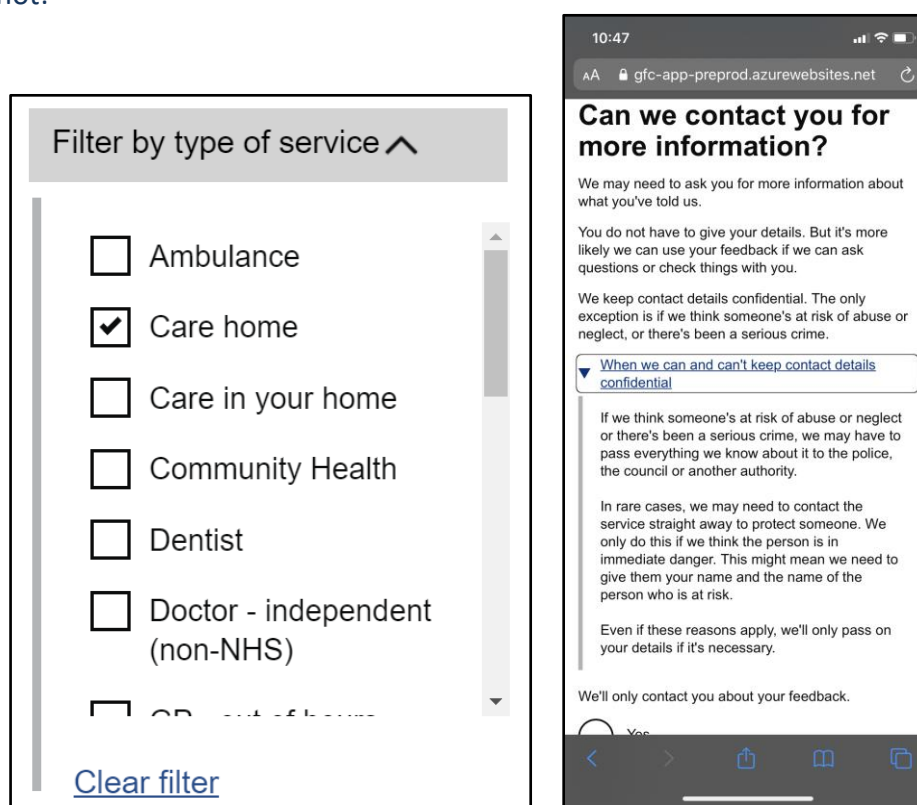 Filter by type of service
Ambulance
Care home
Care in your home
Community Health
Dentist
Doctor - independent
(non-NHS)
Clear filter
10:47
AA gfc-app-preprod.azurewebsites.net
Can we contact you for
more information?
We may need to ask you for more information about
what you've told us.
You do not have to give your details. But it's more
likely we can use your feedback if we can ask
questions or check things with you.
We keep contact details confidential. The only
exception is if we think someone's at risk of abuse or
neglect, or there's been a serious crime.
When we can and can't keep contact details
confidential
If we think someone's at risk of abuse or neglect
or there's been a serious crime, we may have to
pass everything we know about it to the police,
the council or another authority.
In rare cases, we may need to contact the
service straight away to protect someone. We
only do this if we think the person is in
immediate danger. This might mean we need to
give them your name and the name of the
person who is at risk.
Even if these reasons apply, we'll only pass on
your details if it's necessary.
We'll only contact you about your feedback.
Yes